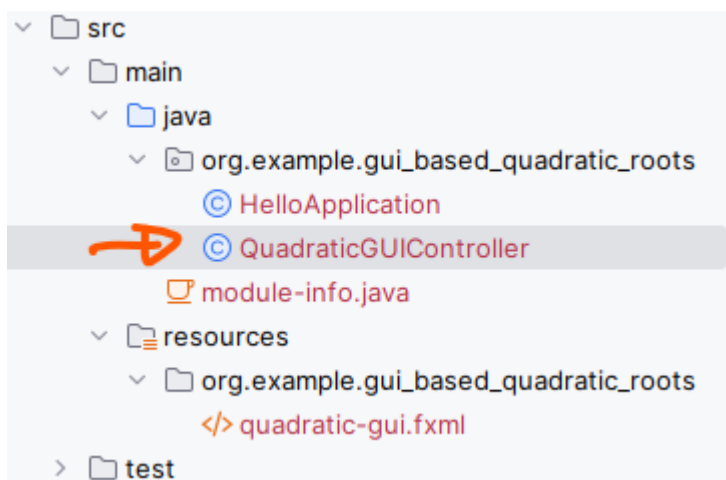 src
main
java
org.example.gui_based_quadratic_roots
HelloApplication
QuadraticGUIController
module-info.java
resources
org.example.gui_based_quadratic_roots
quadratic-gui.fxml
test